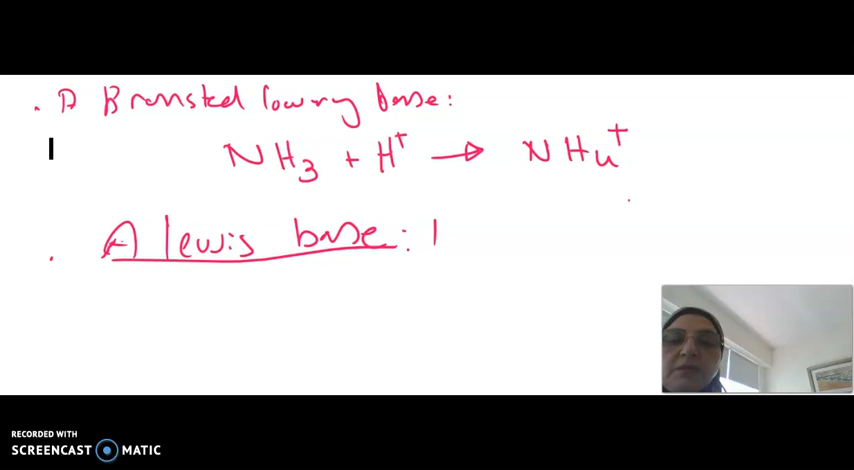 . A Bronsted lowry base:
NH3 + H+ → NH4+
. A lewis base: |
RECORDED WITH
SCREENCAST MATIC